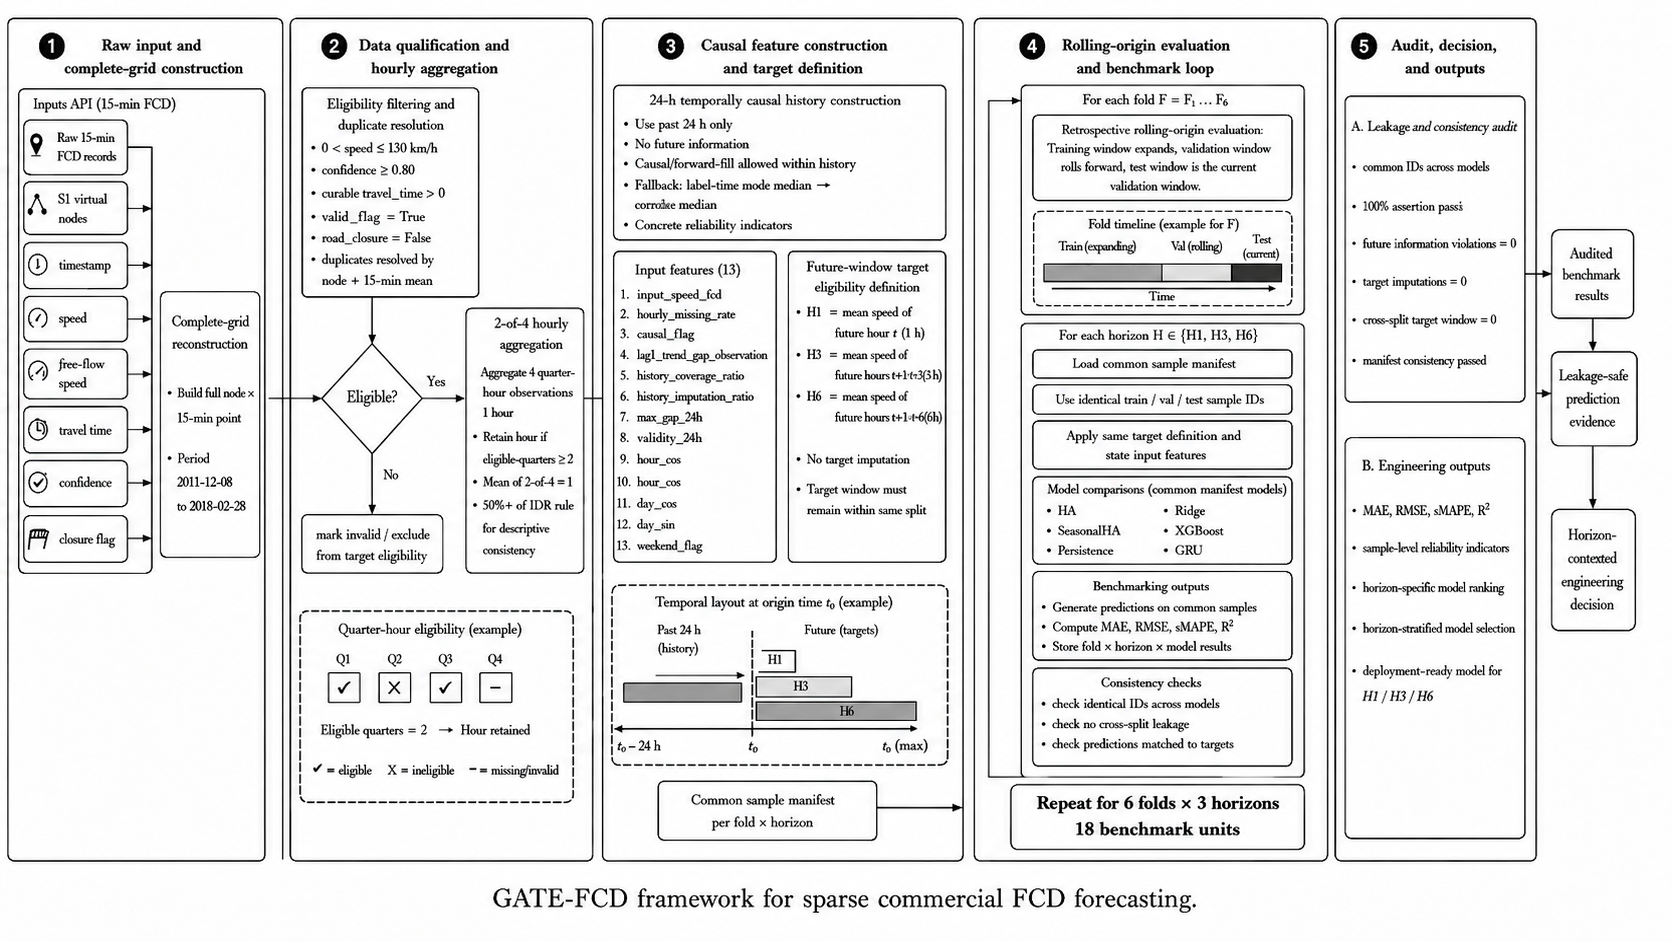 1 Raw input and
complete-grid construction
Inputs API (15-min FCD)
Raw 15-min
FCD records
S1 virtual
nodes
timestamp
speed
free-flow
speed
travel time
confidence
closure flag
Complete-grid
reconstruction
• Build full node×
15-min point
• Period
2011-12-08
to 2018-02-28
2 Data qualification and
hourly aggregation
Eligibility filtering and
duplicate resolution
• 0 < speed ≤ 130 km/h
• confidence ≥ 0.80
• curable travel_time > 0
• valid_flag = True
• road_closure = False
• duplicates resolved by
node + 15-min mean
Eligible?
Yes
No
mark invalid / exclude
from target eligibility
2-of-4 hourly
aggregation
Aggregate 4 quarter-
hour observations
1 hour
• Retain hour if
eligible-quarters ≥ 2
• Mean of 2-of-4 = 1
• 50%+ of IDR rule
for descriptive
consistency
Quarter-hour eligibility (example)
Q1 Q2 Q3 Q4
✓ X ✓ –
Eligible quarters = 2 → Hour retained
✓ = eligible X = ineligible – = missing/invalid
3 Causal feature construction
and target definition
24-h temporally causal history construction
• Use past 24 h only
• No future information
• Causal/forward-fill allowed within history
• Fallback: label-time mode median →
median
• Concrete reliability indicators
Input features (13)
1. input_speed_fcd
2. hourly_missing_rate
3. causal_flag
4. lag1_trend_gap_observation
5. history_coverage_ratio
6. history_imputation_ratio
7. max_gap_24h
8. validity_24h
9. hour_cos
10. hour_cos
11. day_cos
12. day_sin
13. weekend_flag
Future-window target
eligibility definition
• H1 = mean speed of
future hour t (1 h)
• H3 = mean speed of
future hours
• H6 = mean speed of
future hours
• No target imputation
• Target window must
remain within same split
Temporal layout at origin time t₀ (example)
Past 24 h
(history)
Future (targets)
H1
H3
H6
t₀ – 24 h t₀ t₀ (max)
Common sample manifest
per fold × horizon
4 Rolling-origin evaluation
and benchmark loop
For each fold F = F₁ … F₆
Retrospective rolling-origin evaluation:
Training window expands, validation window
rolls forward, test window is the current
validation window.
Fold timeline (example for F)
Train (expanding) Val (rolling) Test
(current)
Time
For each horizon H ∈ {H1, H3, H6}
Load common sample manifest
Use identical train / val / test sample IDs
Apply same target definition and
state input features
Model comparisons (common manifest models)
• HA • Ridge
• SeasonalHA • XGBoost
• Persistence • GRU
Benchmarking outputs
• Generate predictions on common samples
• Compute MAE, RMSE, sMAPE, R²
• Store fold × horizon × model results
Consistency checks
• check identical IDs across models
• check no cross-split leakage
• check predictions matched to targets
Repeat for 6 folds × 3 horizons
18 benchmark units
5 Audit, decision,
and outputs
A. Leakage and consistency audit
• common IDs across models
• 100% assertion
• future information violations = 0
• target imputations = 0
• cross-split target window = 0
• manifest consistency passed
B. Engineering outputs
• MAE, RMSE, sMAPE, R²
• sample-level reliability indicators
• horizon-specific model ranking
• horizon-stratified model selection
• deployment-ready model for
H1 / H3 / H6
Audited
benchmark
results
Leakage-safe
prediction
evidence
Horizon-
contexted
engineering
decision
GATE-FCD framework for sparse commercial FCD forecasting.